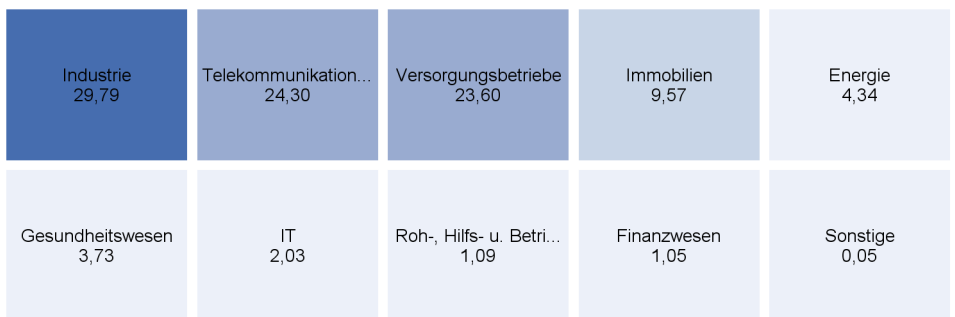 Industrie
29,79
Telekommunikation...
24,30
Versorgungsbetriebe
23,60
Immobilien
9,57
Energie
4,34
Gesundheitswesen
3,73
IT
2,03
Roh-, Hilfs- u. Betri...
1,09
Finanzwesen
1,05
Sonstige
0,05